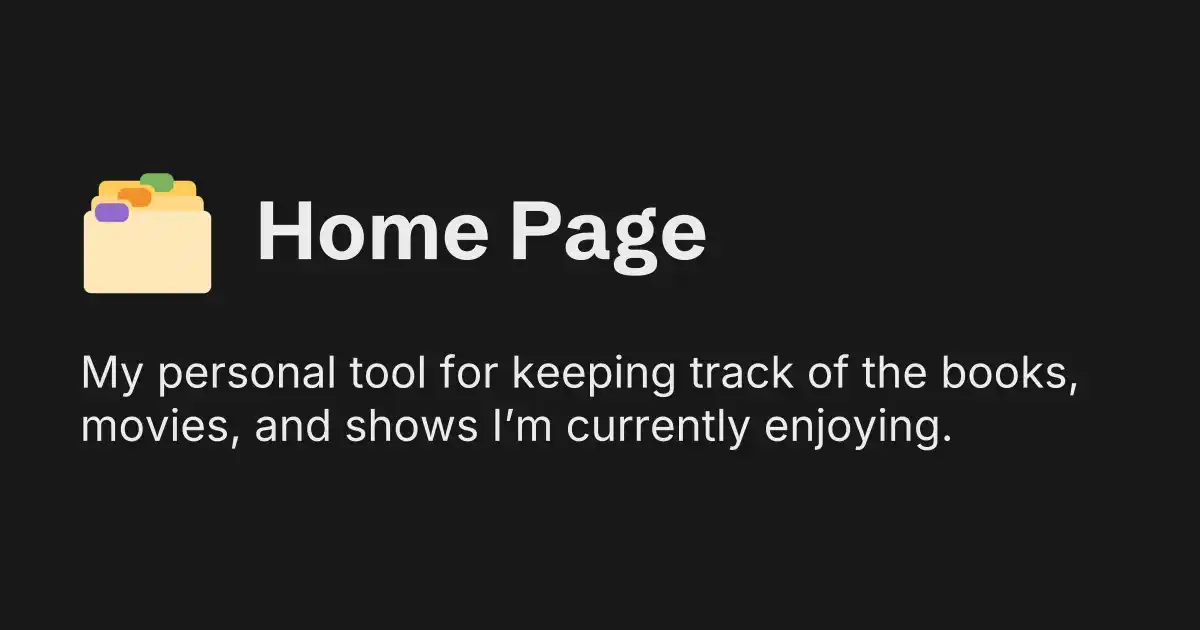 Home Page
My personal tool for keeping track of the books,
movies, and shows I’m currently enjoying.